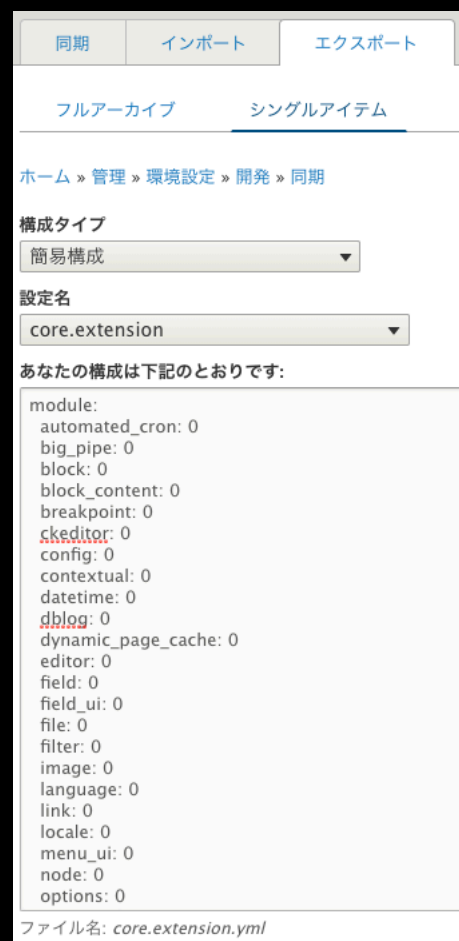 同期 インポート エクスポート
フルアーカイブ シングルアイテム
ホーム » 管理 » 環境設定 » 開発 » 同期
構成タイプ
簡易構成
設定名
core.extension
あなたの構成は下記のとおりです:
module:
automated_cron: 0
big_pipe: 0
block: 0
block_content: 0
breakpoint: 0
ckeditor: 0
config: 0
contextual: 0
datetime: 0
dblog: 0
dynamic_page_cache: 0
editor: 0
field: 0
field_ui: 0
file: 0
filter: 0
image: 0
language: 0
link: 0
locale: 0
menu_ui: 0
node: 0
options: 0
ファイル名: core.extension.yml